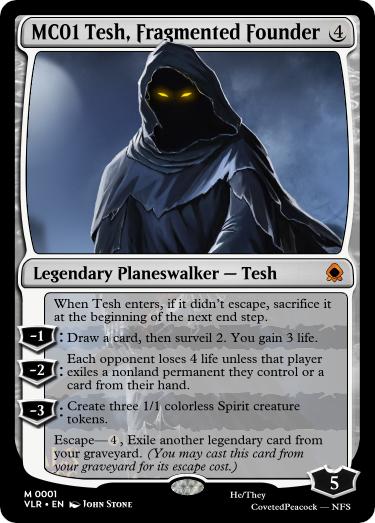 MC01 Tesh, Fragmented Founder 4
Legendary Planeswalker — Tesh
When Tesh enters, if it didn't escape, sacrifice it
at the beginning of the next end step.
-1: Draw a card, then surveil 2. You gain 3 life.
Each opponent loses 4 life unless that player
-2: exiles a nonland permanent they control or a
card from their hand.
-3: Create three 1/1 colorless Spirit creature
tokens.
Escape—4, Exile another legendary card from
your graveyard. (You may cast this card from
your graveyard for its escape cost.)
5
M 0001
VLR • EN John Stone
He/They
CovetedPeacock — NFS